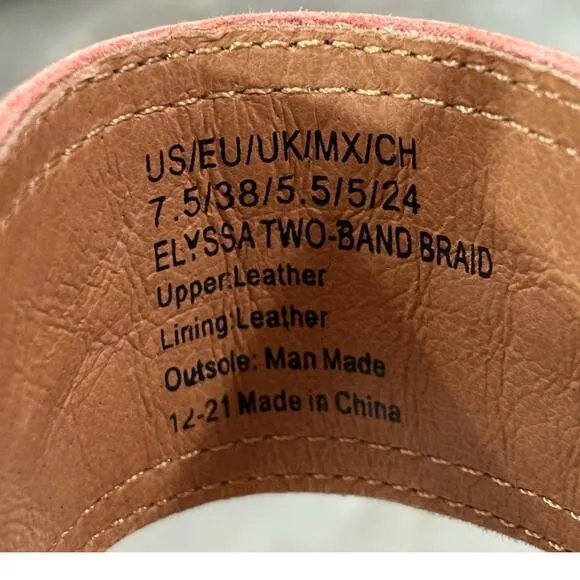 US/EU/UK/MX/CH
7.5/38/5.5/5/24
ELYSSA TWO-BAND BRAID
Upper:Leather
Lining:Leather
Outsole: Man Made
12-21 Made in China